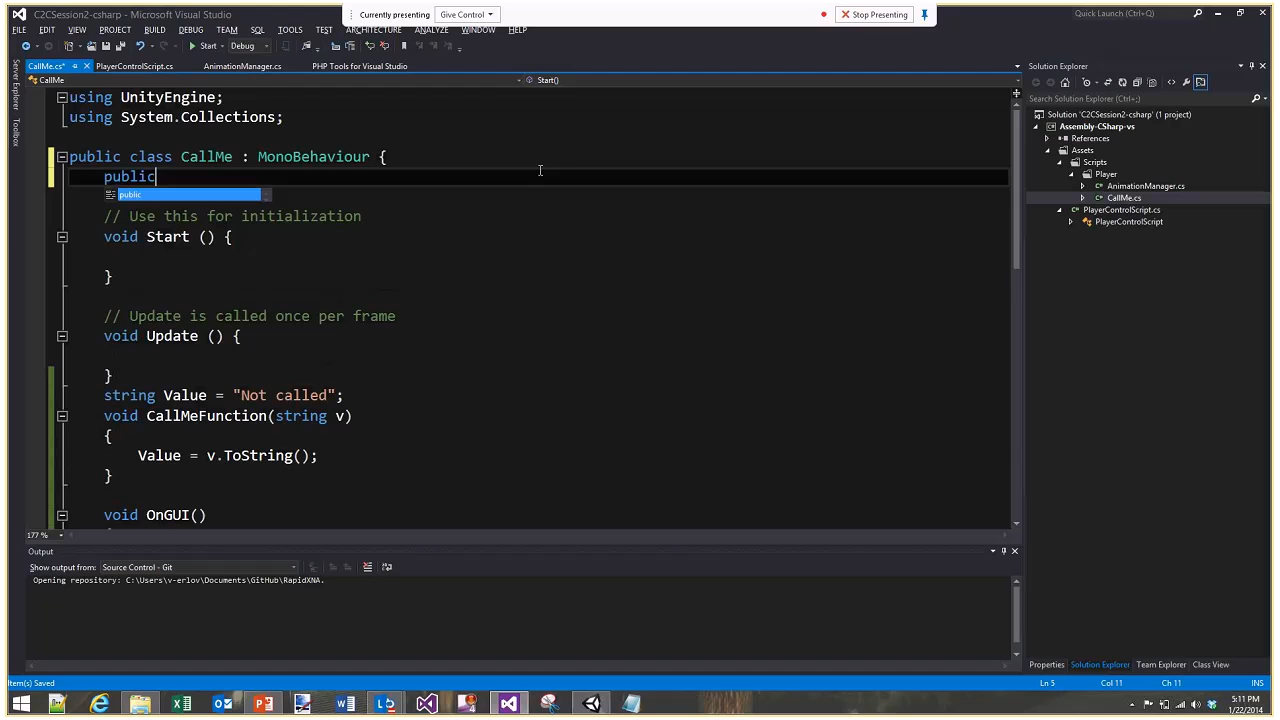 C2CSession2-csharp - Microsoft Visual Studio
Currently presenting
Give Control
Stop Presenting
Quick Launch (Ctrl+Q)
FILE EDIT VIEW PROJECT BUILD DEBUG TEAM SQL TOOLS TEST ARCHITECTURE ANALYZE WINDOW HELP
Start Debug
CallMe.cs* PlayerControlScript.cs AnimationManager.cs PHP Tools for Visual Studio
CallMe Start()
Server Explorer
Toolbox
using UnityEngine;
using System.Collections;
public class CallMe : MonoBehaviour {
public
public
// Use this for initialization
void Start () {
}
// Update is called once per frame
void Update () {
}
string Value = "Not called";
void CallMeFunction(string v)
{
Value = v.ToString();
}
void OnGUI()
177 %
Output
Show output from: Source Control - Git
Opening repository: C:\Users\v-erlov\Documents\GitHub\RapidXNA.
Solution Explorer
Search Solution Explorer (Ctrl+;)
Solution 'C2CSession2-csharp' (1 project)
Assembly-CSharp-vs
References
Assets
Scripts
Player
AnimationManager.cs
CallMe.cs
PlayerControlScript.cs
PlayerControlScript
Properties Solution Explorer Team Explorer Class View
Item(s) Saved
Ln 5 Col 11 Ch 11 INS
5:11 PM
1/22/2014